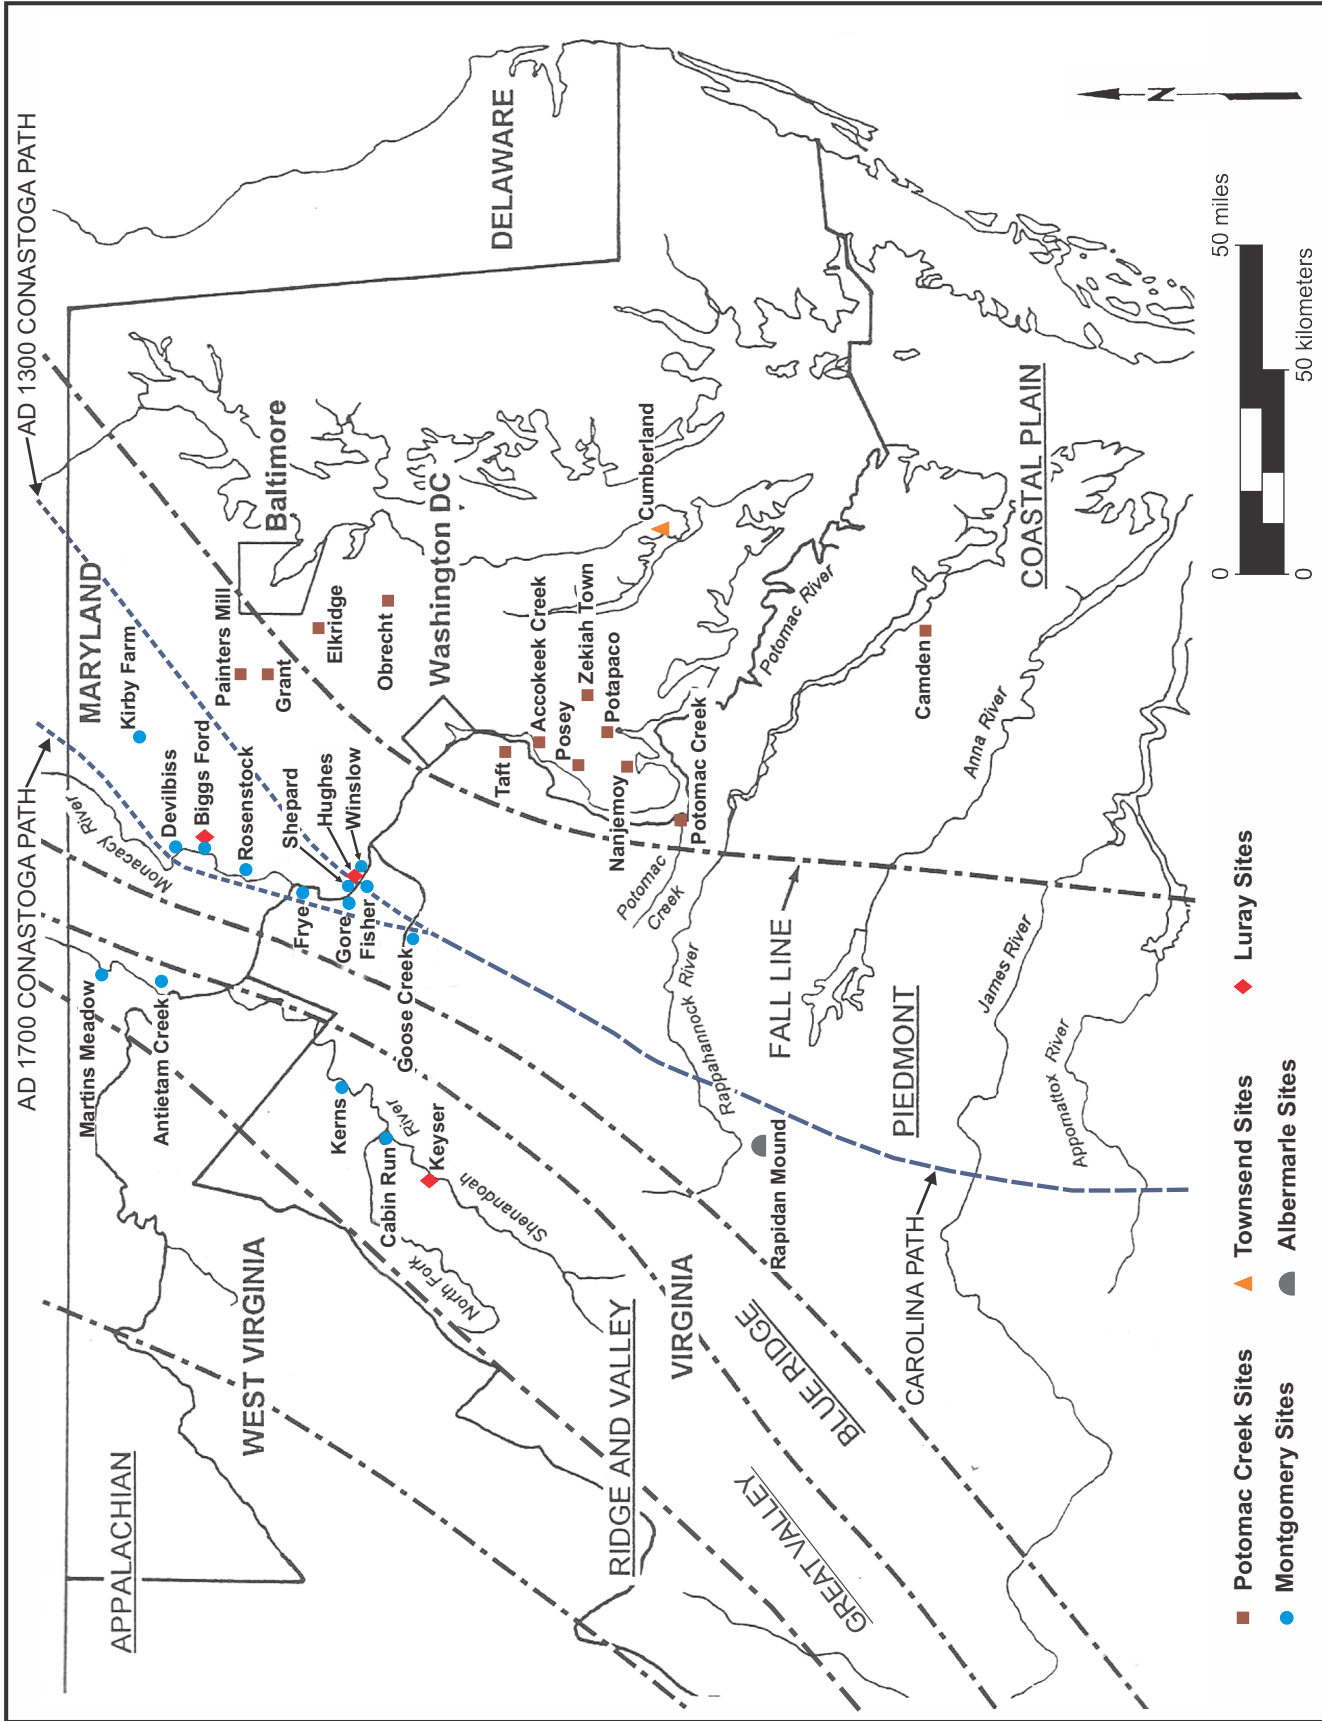 AD 1700 CONASTOGA PATH
AD 1300 CONASTOGA PATH
APPALACHIAN
WEST VIRGINIA
Martins Meadow
Antietam Creek
Monacacy River
MARYLAND
Kirby Farm
Devilbiss
Biggs Ford
Rosenstock
Shepard
Hughes
Winslow
Frye
Gore
Fisher
Goose Creek
Painters Mill
Grant
Elkridge
Obrecht
Baltimore
Washington DC
DELAWARE
Kerns
Cabin Run
Keyser
Shenandoah
River
North Fork
RIDGE AND VALLEY
VIRGINIA
BLUE RIDGE
GREAT VALLEY
Taft
Accokeek Creek
Posey
Zekiah Town
Potapaco
Nanjemoy
Potomac Creek
Potomac
Creek
Cumberland
Potomac River
Rappahannock River
Rapidan Mound
FALL LINE
PIEDMONT
CAROLINA PATH
Camden
Anna River
James River
Appomattox River
COASTAL PLAIN
N
0
50 miles
0
50 kilometers
Potomac Creek Sites
Townsend Sites
Luray Sites
Montgomery Sites
Albermarle Sites